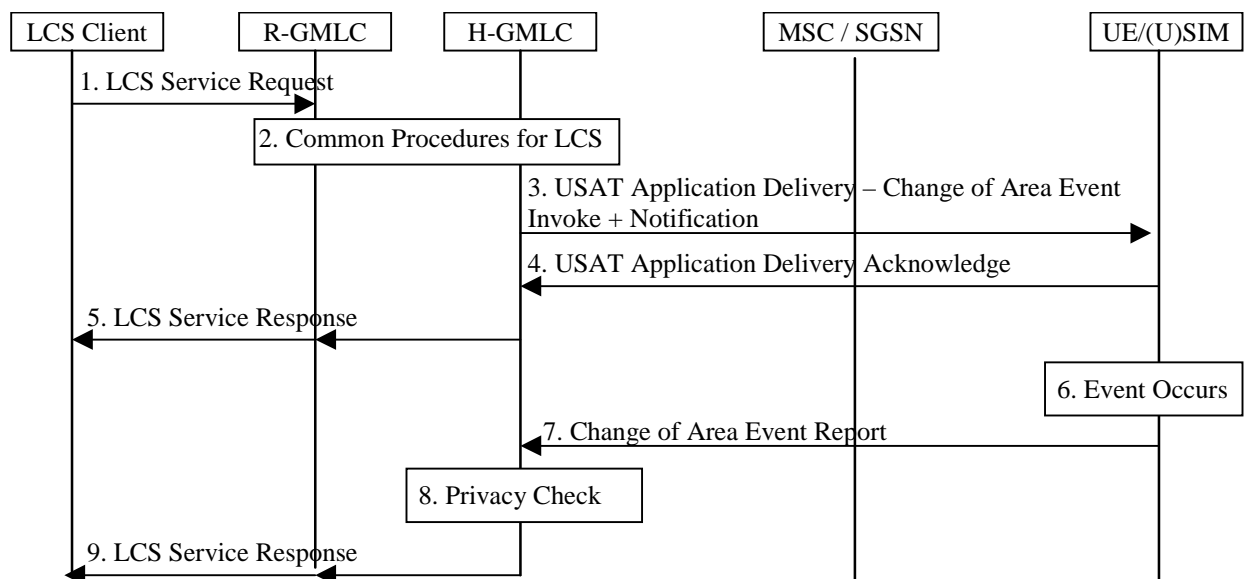 LCS Client
R-GMLC
H-GMLC
MSC / SGSN
UE/(U)SIM
1. LCS Service Request
2. Common Procedures for LCS
3. USAT Application Delivery – Change of Area Event
Invoke + Notification
4. USAT Application Delivery Acknowledge
5. LCS Service Response
6. Event Occurs
7. Change of Area Event Report
8. Privacy Check
9. LCS Service Response